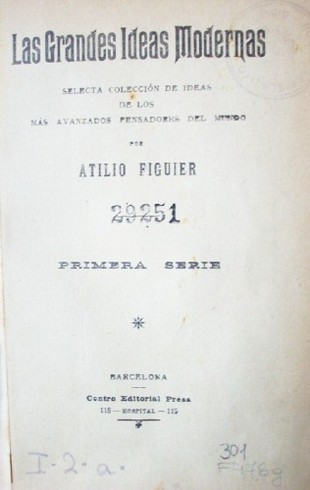 Las Grandes Ideas Modernas
SELECTA COLECCIÓN DE IDEAS
DE LOS
MÁS AVANZADOS PENSADORES DEL MUNDO
POR
ATILIO FIGUIER
29251
PRIMERA SERIE
BARCELONA
Centro Editorial Presa
115 — HOSPITAL — 115
I-2-a.
301